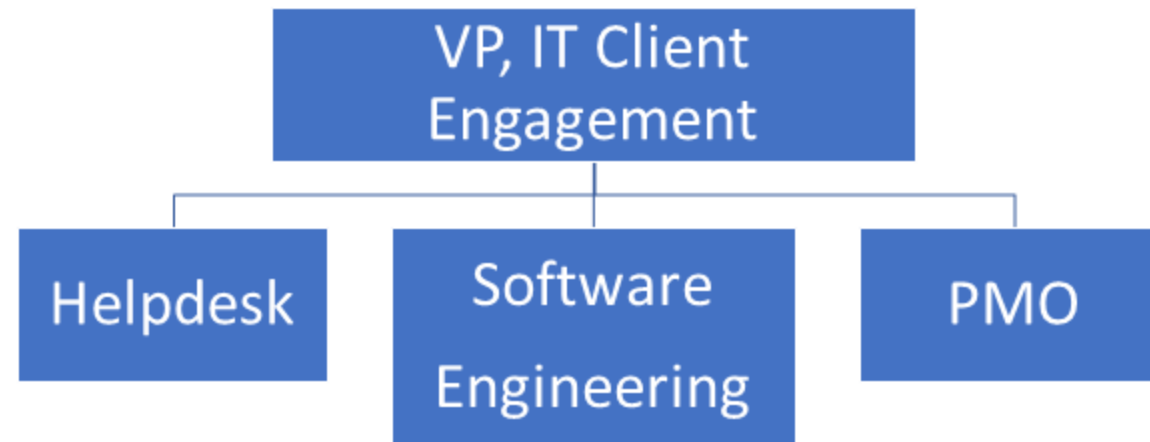 VP, IT Client
Engagement
Helpdesk
Software
Engineering
PMO